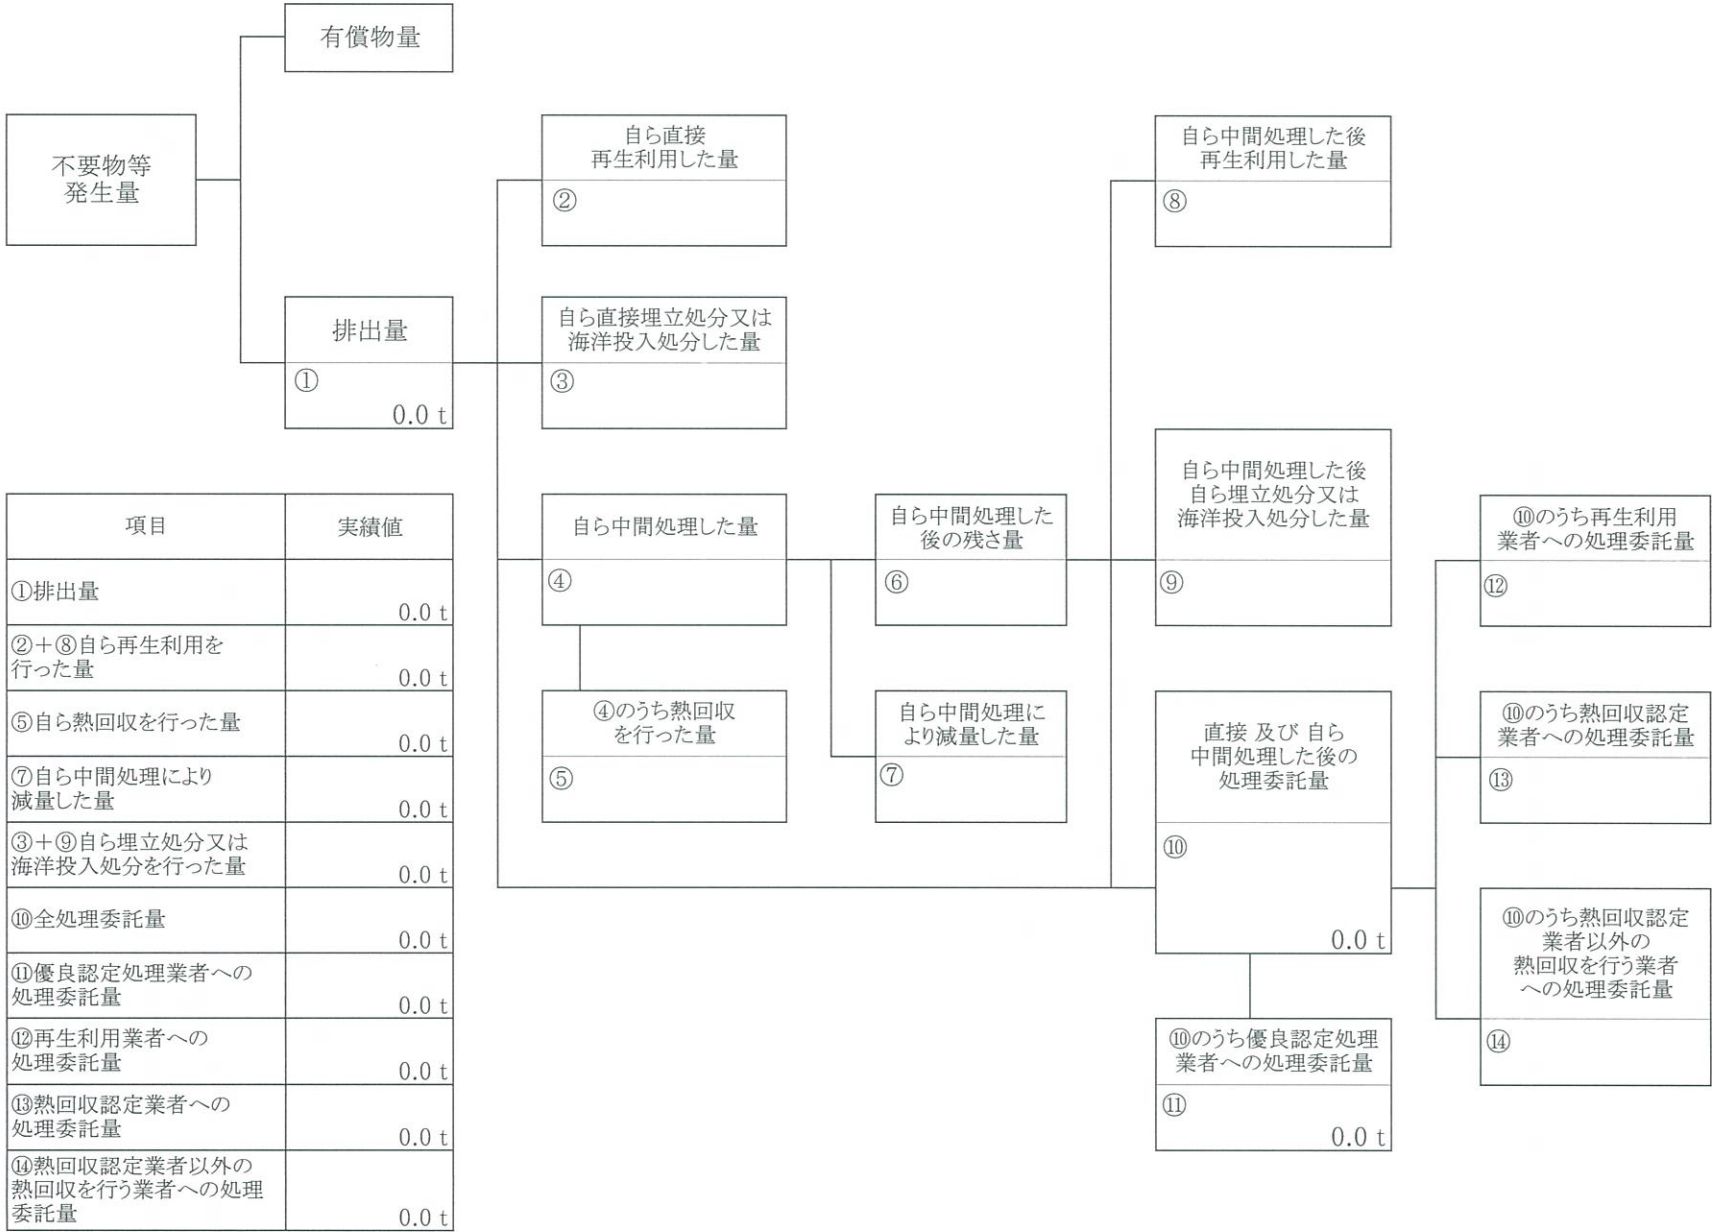 有償物量
不要物等
発生量
排出量
①
0.0 t
自ら直接
再生利用した量
②
自ら直接埋立処分又は
海洋投入処分した量
③
自ら中間処理した量
④
④のうち熱回収
を行った量
⑤
自ら中間処理した
後の残さ量
⑥
自ら中間処理に
より減量した量
⑦
自ら中間処理した後
再生利用した量
⑧
自ら中間処理した後
自ら埋立処分又は
海洋投入処分した量
⑨
直接 及び 自ら
中間処理した後の
処理委託量
⑩
0.0 t
⑩のうち優良認定処理
業者への処理委託量
⑪
0.0 t
⑩のうち再生利用
業者への処理委託量
⑫
⑩のうち熱回収認定
業者への処理委託量
⑬
⑩のうち熱回収認定
業者以外の
熱回収を行う業者
への処理委託量
⑭
項目 実績値
①排出量
0.0 t
②＋⑧自ら再生利用を
行った量
0.0 t
⑤自ら熱回収を行った量
0.0 t
⑦自ら中間処理により
減量した量
0.0 t
③＋⑨自ら埋立処分又は
海洋投入処分を行った量
0.0 t
⑩全処理委託量
0.0 t
⑪優良認定処理業者への
処理委託量
0.0 t
⑫再生利用業者への
処理委託量
0.0 t
⑬熱回収認定業者への
処理委託量
0.0 t
⑭熱回収認定業者以外の
熱回収を行う業者への処理
委託量
0.0 t